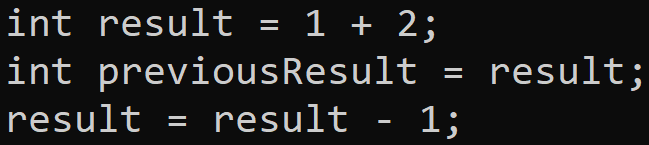 int result = 1 + 2;
int previousResult = result;
result = result - 1;